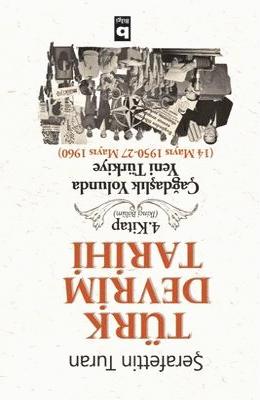 Şerafettin Turan
TÜRK
DEVRİM
TARİHİ
4.Kitap
(İkinci Bölüm)
Çağdaşlık Yolunda
Yeni Türkiye
(14 Mayıs 1950-27 Mayıs 1960)
b
Bilgi